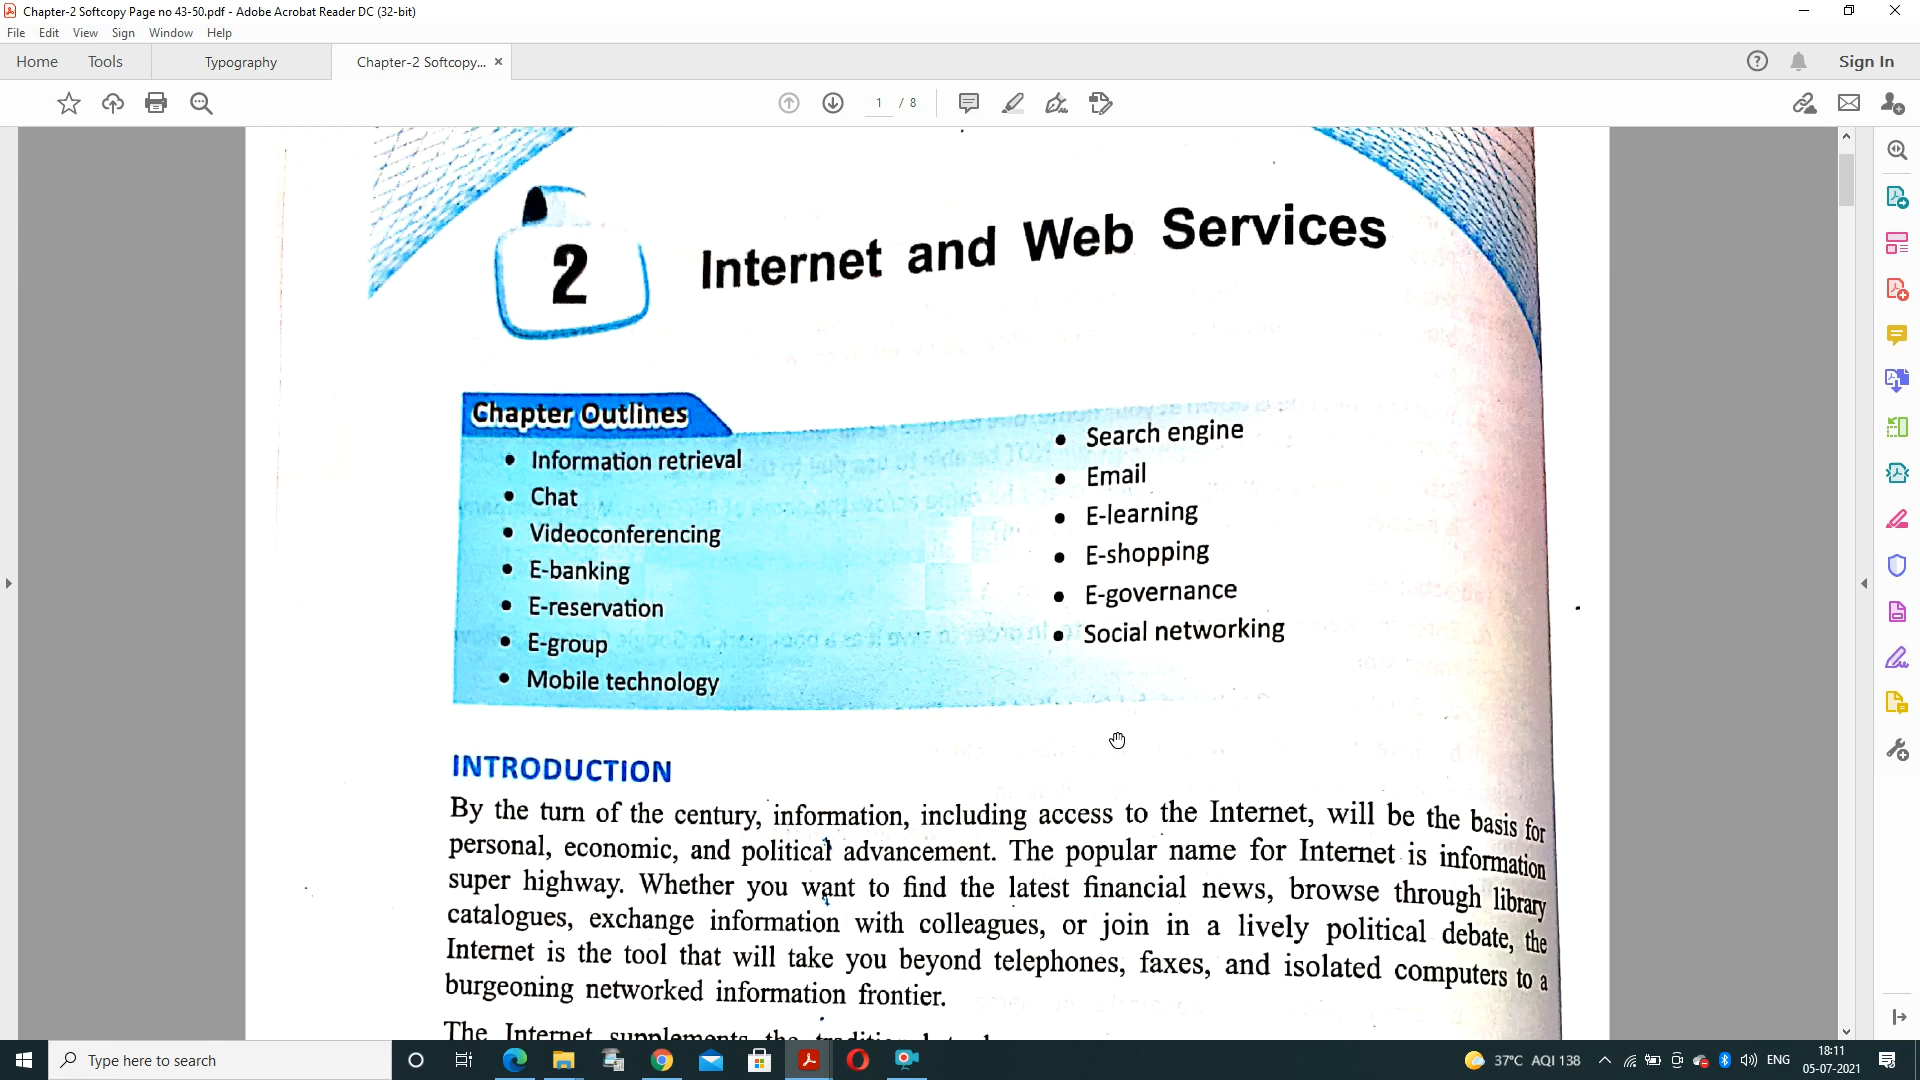 Chapter-2 Softcopy Page no 43-50.pdf - Adobe Acrobat Reader DC (32-bit)
File Edit View Sign Window Help
Home Tools Typography Chapter-2 Softcopy... × Sign In
1 / 8
2 Internet and Web Services
Chapter Outlines
• Information retrieval
• Chat
• Videoconferencing
• E-banking
• E-reservation
• E-group
• Mobile technology
• Search engine
• Email
• E-learning
• E-shopping
• E-governance
• Social networking
INTRODUCTION
By the turn of the century, information, including access to the Internet, will be the basis for
personal, economic, and political advancement. The popular name for Internet is information
super highway. Whether you want to find the latest financial news, browse through library
catalogues, exchange information with colleagues, or join in a lively political debate, the
Internet is the tool that will take you beyond telephones, faxes, and isolated computers to a
burgeoning networked information frontier.
The Internet supplements the
Type here to search
37°C AQI 138 ENG
18:11
05-07-2021